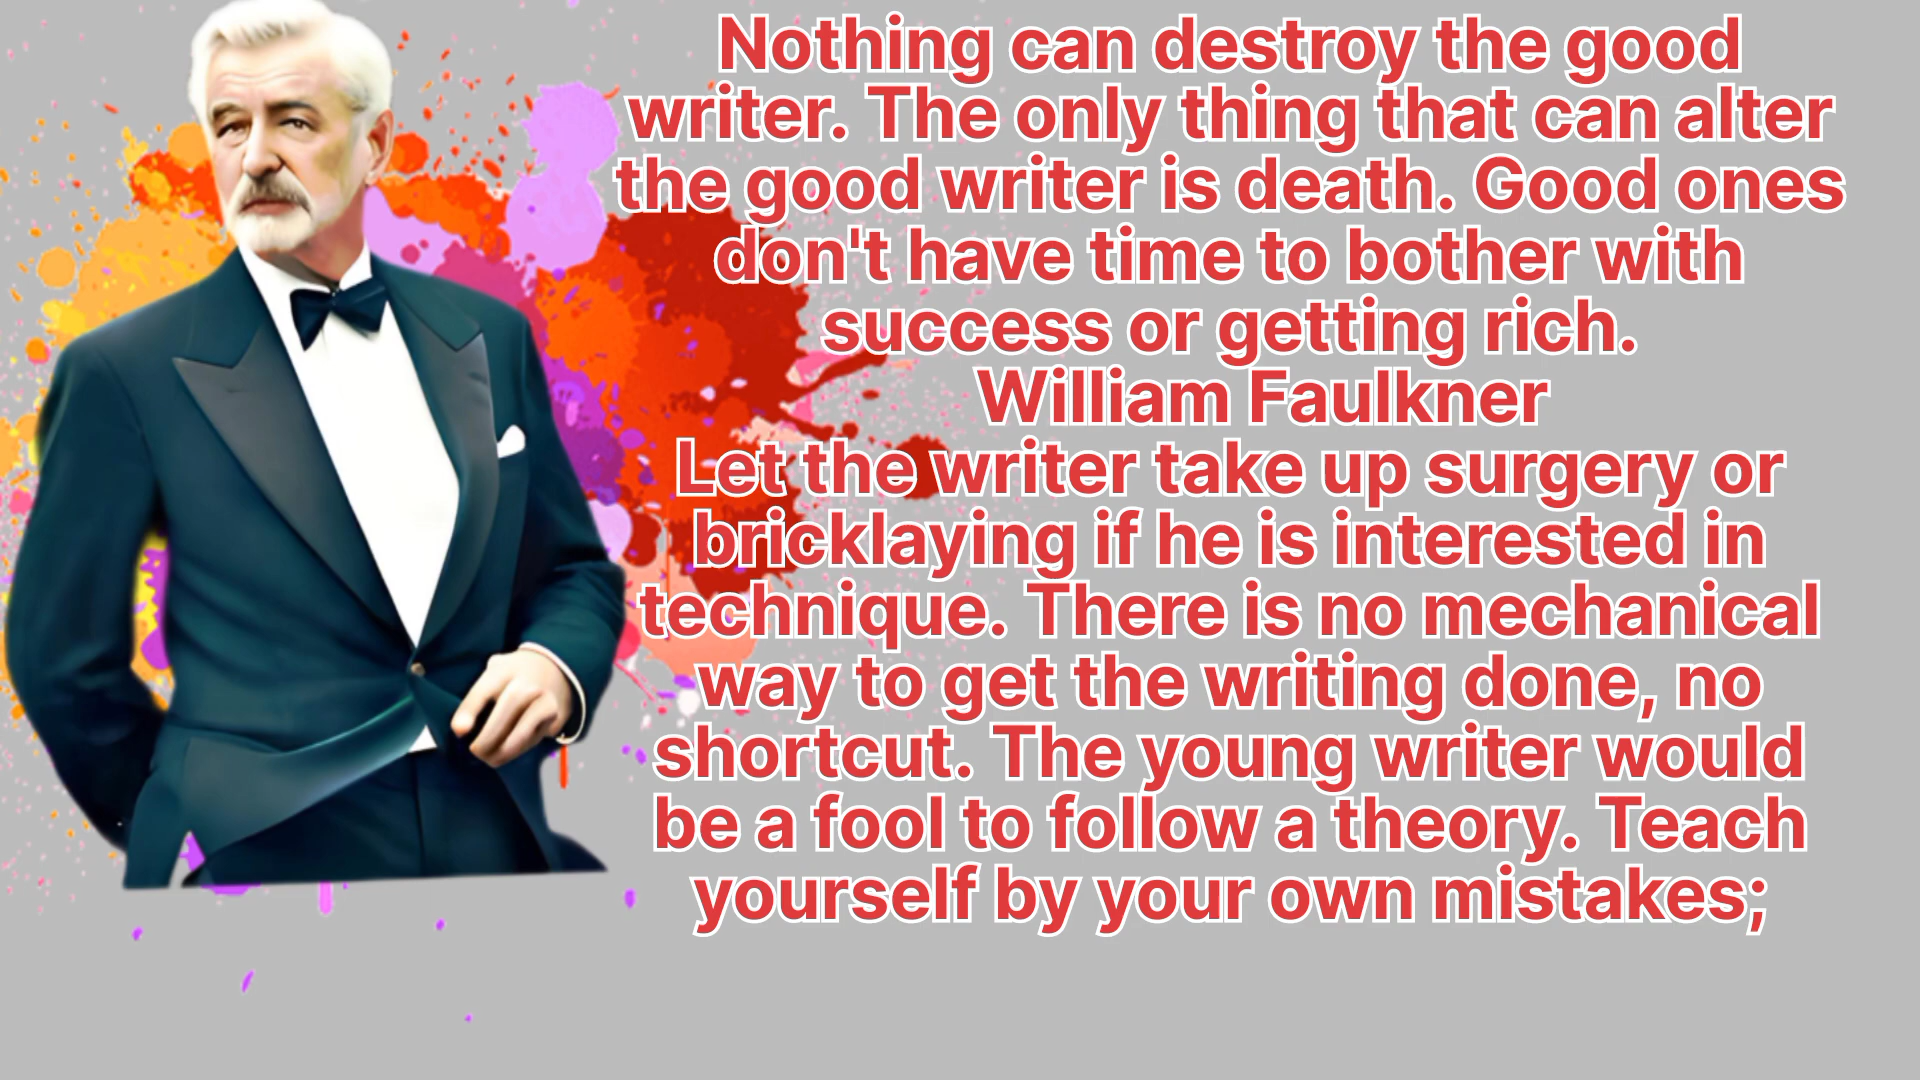 Nothing can destroy the good
writer. The only thing that can alter
the good writer is death. Good ones
don't have time to bother with
success or getting rich.
William Faulkner
Let the writer take up surgery or
bricklaying if he is interested in
technique. There is no mechanical
way to get the writing done, no
shortcut. The young writer would
be a fool to follow a theory. Teach
yourself by your own mistakes;